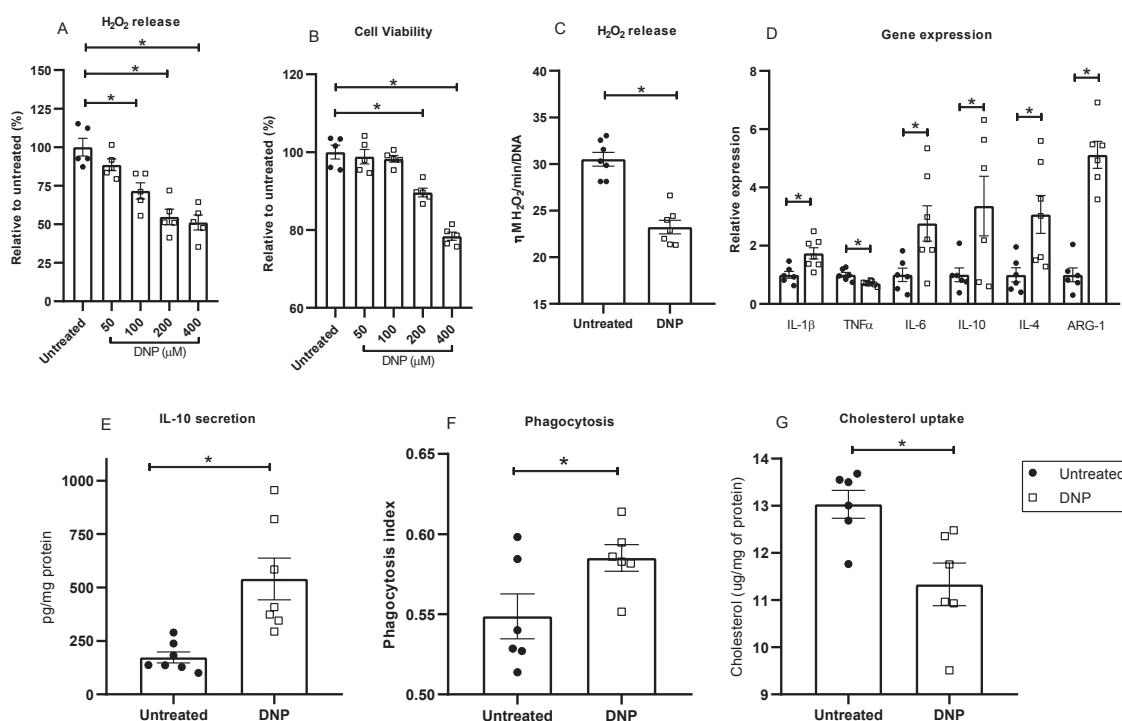 A
H₂O₂ release
Relative to untreated (%)
150
125
100
75
50
25
0
*
*
*
Untreated
50
100
200
400
DNP (μM)
B
Cell Viability
Relative to untreated (%)
120
100
80
60
*
*
Untreated
50
100
200
400
DNP (μM)
C
H₂O₂ release
η M H₂O₂/min/DNA
40
35
30
25
20
15
*
Untreated
DNP
D
Gene expression
Relative expression
8
6
4
2
0
*
*
*
*
*
*
IL-1β
TNFα
IL-6
IL-10
IL-4
ARG-1
E
IL-10 secretion
pg/mg protein
1000
750
500
250
0
*
Untreated
DNP
F
Phagocytosis
Phagocytosis index
0.65
0.60
0.55
0.50
*
Untreated
DNP
G
Cholesterol uptake
Cholesterol (ug/mg of protein)
14
13
12
11
10
9
*
Untreated
DNP
Untreated
DNP